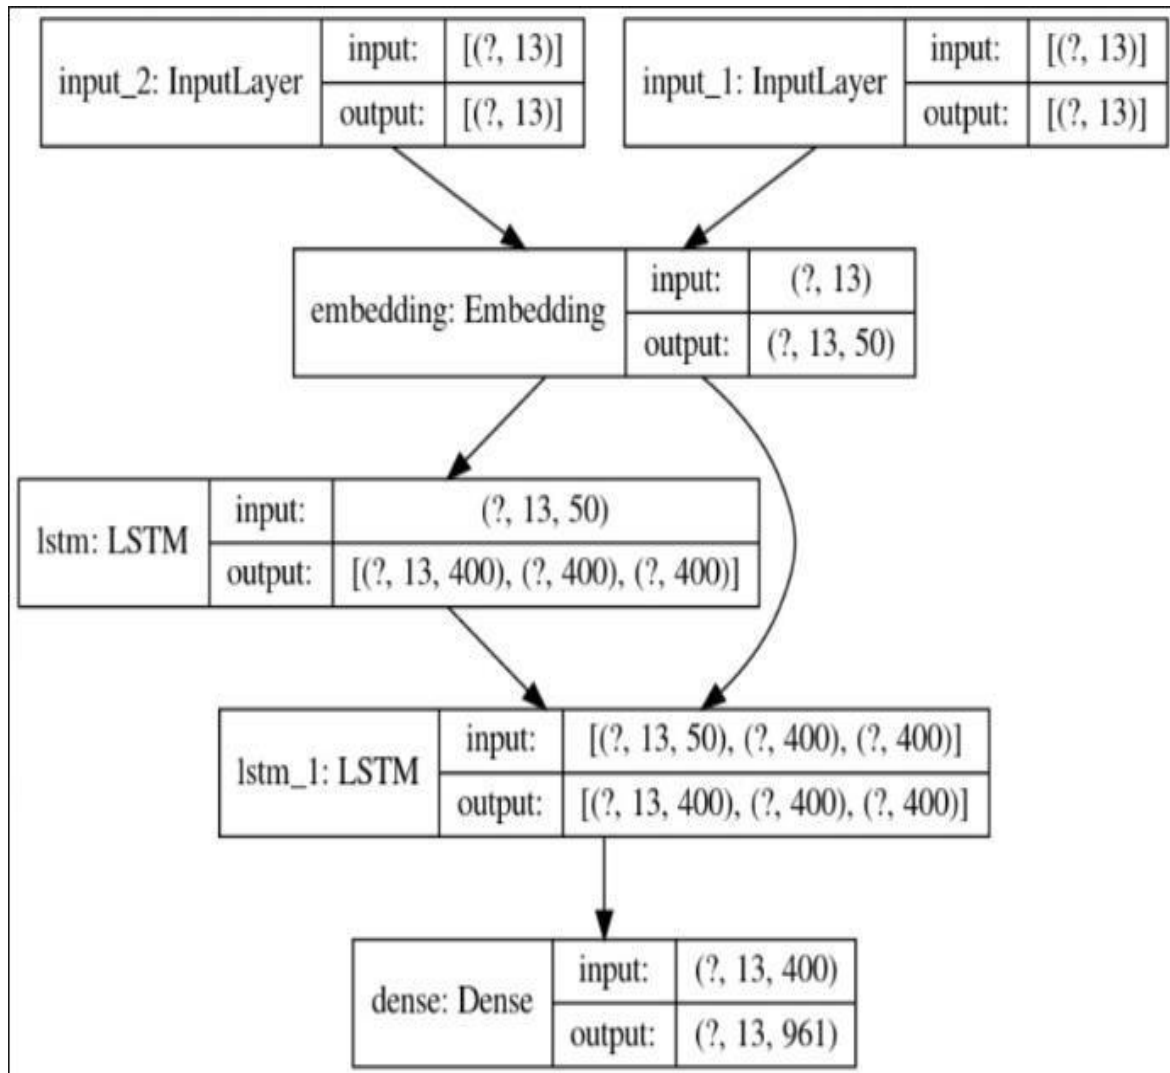 input_2: InputLayer
input: [(?, 13)]
output: [(?, 13)]
input_1: InputLayer
input: [(?, 13)]
output: [(?, 13)]
embedding: Embedding
input: (?, 13)
output: (?, 13, 50)
lstm: LSTM
input: (?, 13, 50)
output: [(?, 13, 400), (?, 400), (?, 400)]
lstm_1: LSTM
input: [(?, 13, 50), (?, 400), (?, 400)]
output: [(?, 13, 400), (?, 400), (?, 400)]
dense: Dense
input: (?, 13, 400)
output: (?, 13, 961)